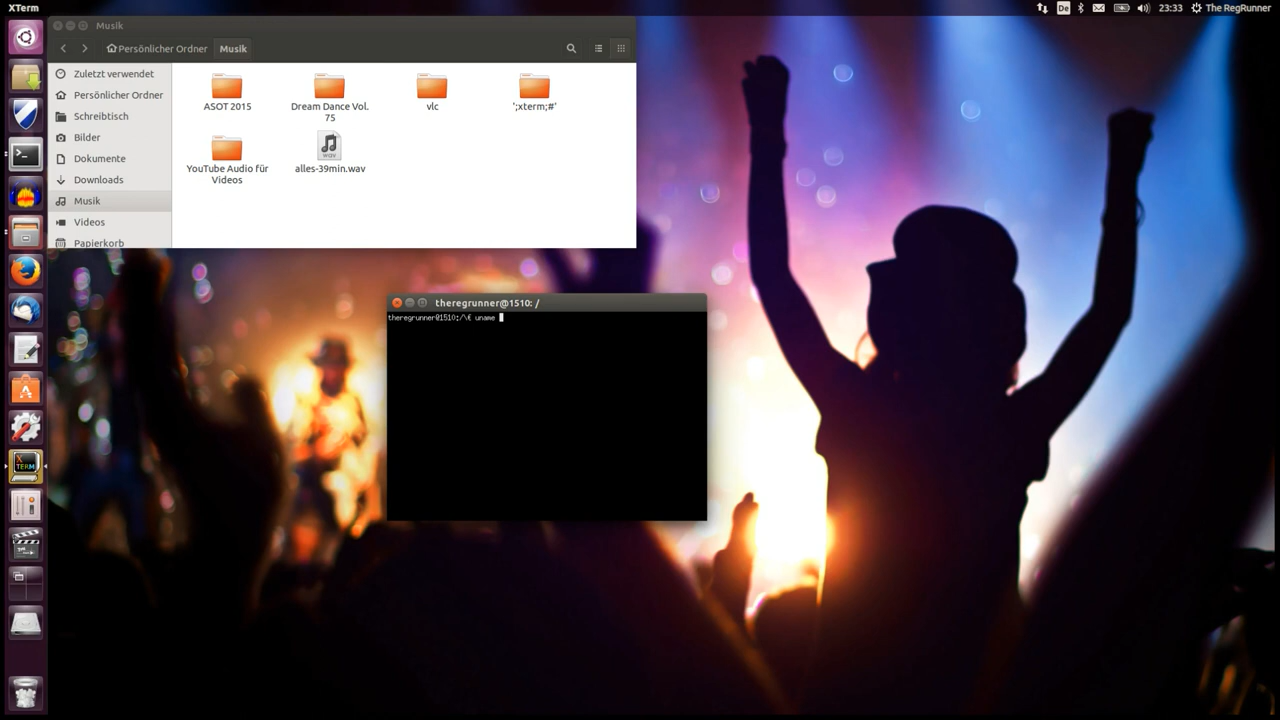 XTerm
De
23:33
The RegRunner
Musik
Persönlicher Ordner
Musik
Zuletzt verwendet
Persönlicher Ordner
Schreibtisch
Bilder
Dokumente
Downloads
Musik
Videos
Papierkorb
ASOT 2015
Dream Dance Vol.
75
vlc
';xterm;#'
YouTube Audio für
Videos
WAV
alles-39min.wav
theregrunner@1510: /
theregrunner@1510:/\€ uname
X
TERM